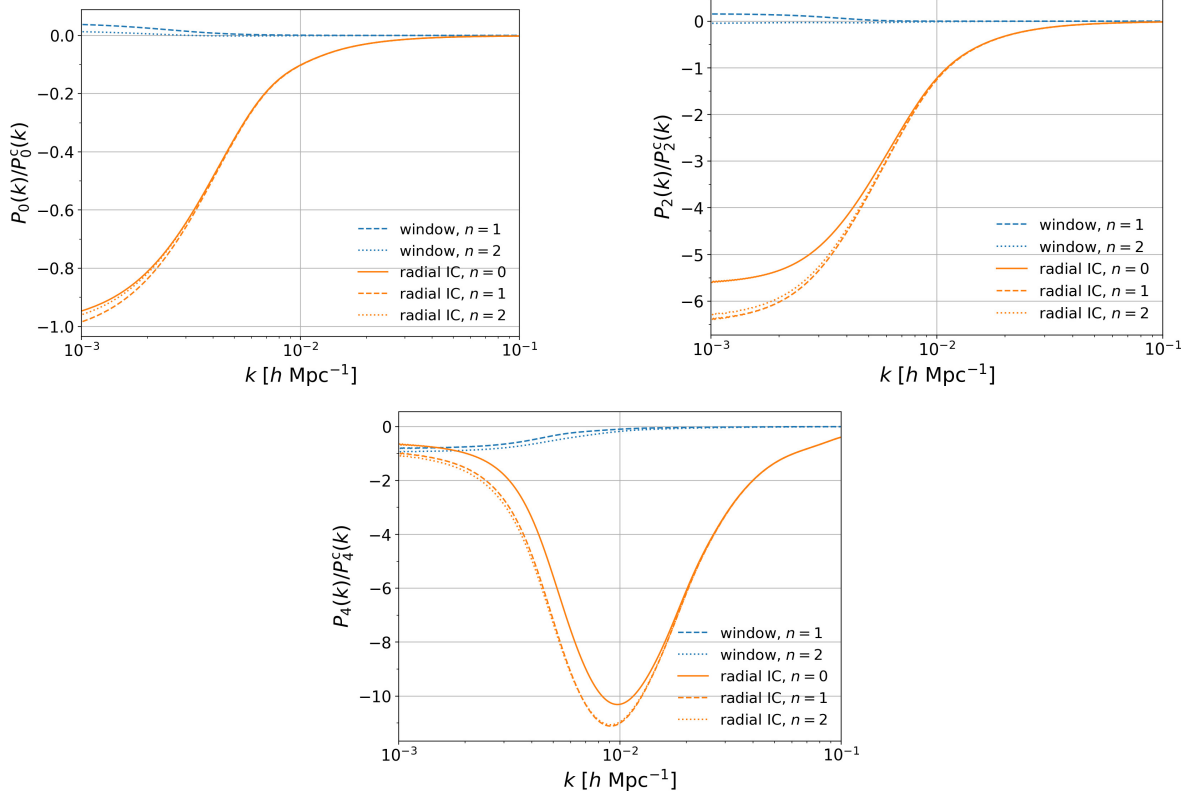 P₀(k)/P₀ᶜ(k)
0.0
−0.2
−0.4
−0.6
−0.8
−1.0
window, n = 1
window, n = 2
radial IC, n = 0
radial IC, n = 1
radial IC, n = 2
10⁻³ 10⁻² 10⁻¹
k [h Mpc⁻¹]
P₂(k)/P₂ᶜ(k)
0
−1
−2
−3
−4
−5
−6
window, n = 1
window, n = 2
radial IC, n = 0
radial IC, n = 1
radial IC, n = 2
10⁻³ 10⁻² 10⁻¹
k [h Mpc⁻¹]
P₄(k)/P₄ᶜ(k)
0
−2
−4
−6
−8
−10
window, n = 1
window, n = 2
radial IC, n = 0
radial IC, n = 1
radial IC, n = 2
10⁻³ 10⁻² 10⁻¹
k [h Mpc⁻¹]